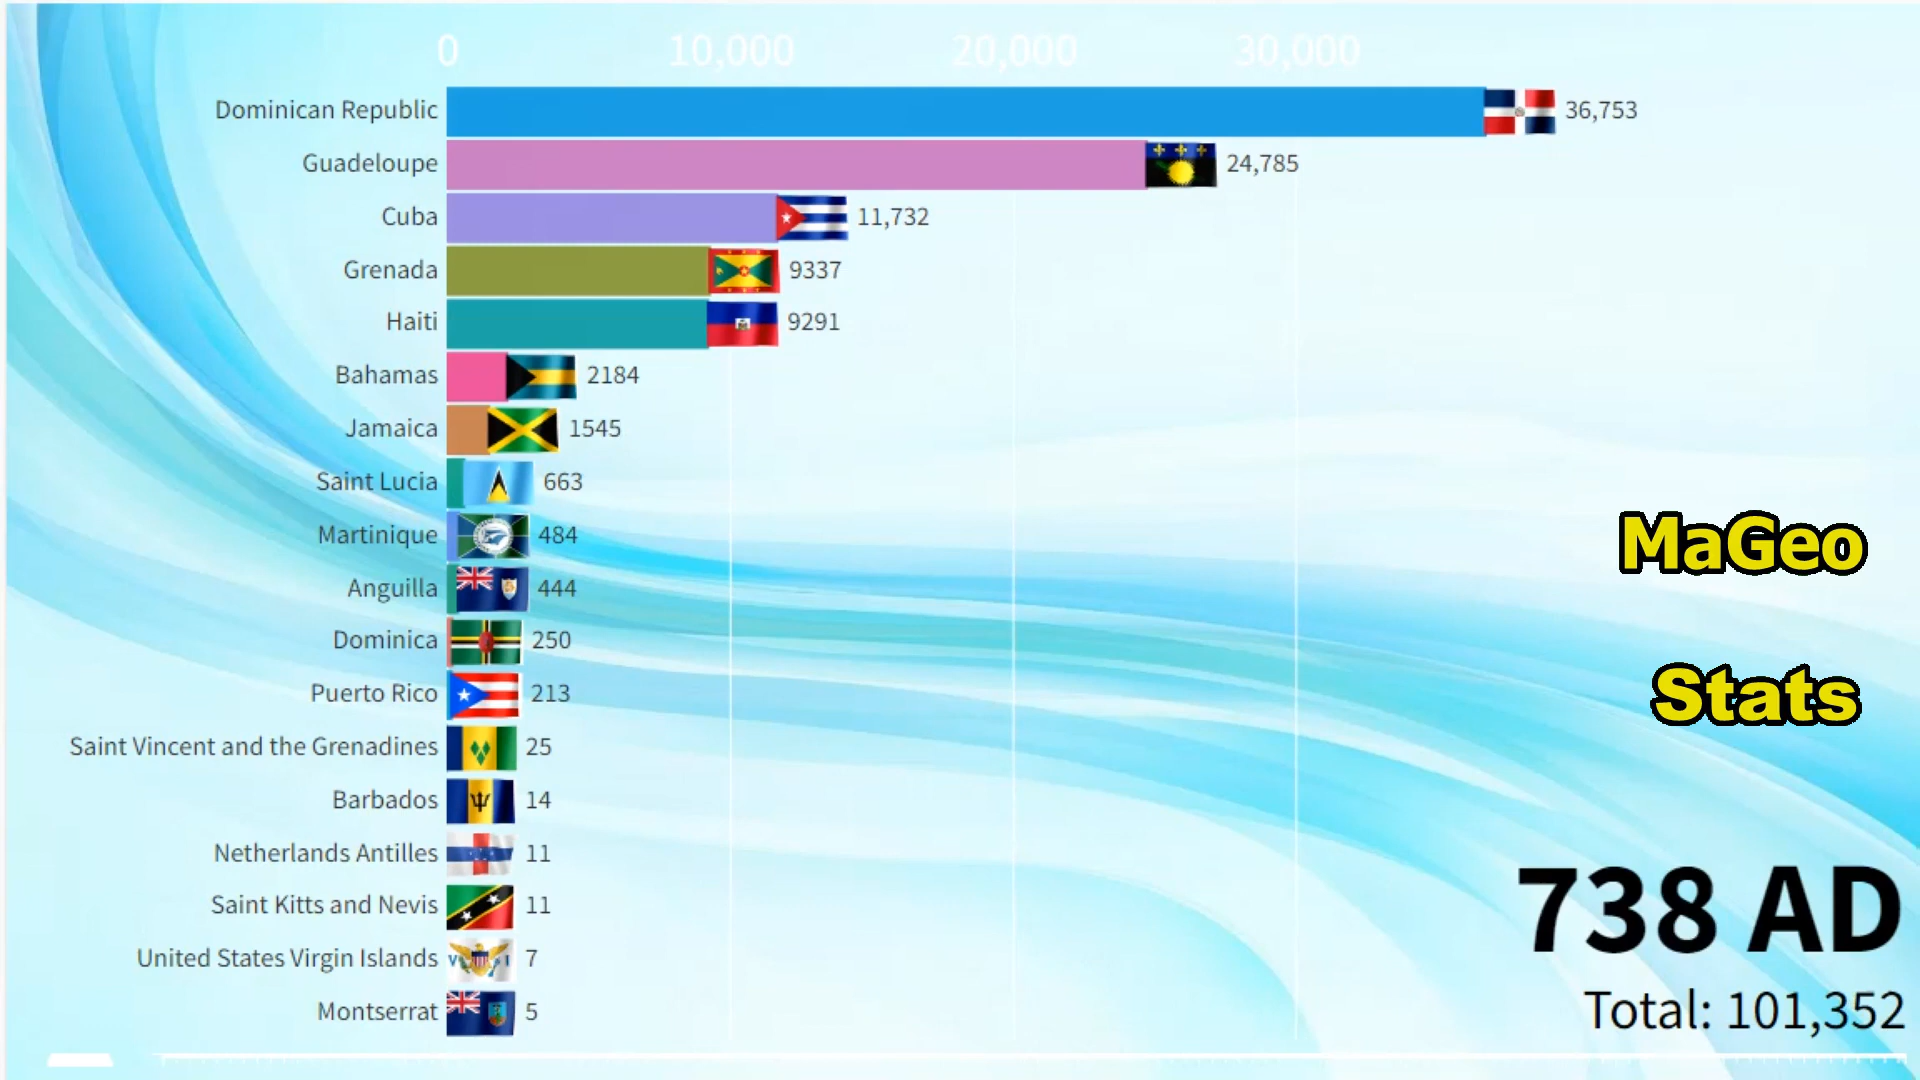 0 10,000 20,000 30,000
Dominican Republic 36,753
Guadeloupe 24,785
Cuba 11,732
Grenada 9337
Haiti 9291
Bahamas 2184
Jamaica 1545
Saint Lucia 663
Martinique 484
Anguilla 444
Dominica 250
Puerto Rico 213
Saint Vincent and the Grenadines 25
Barbados 14
Netherlands Antilles 11
Saint Kitts and Nevis 11
United States Virgin Islands 7
Montserrat 5
MaGeo
Stats
738 AD
Total: 101,352